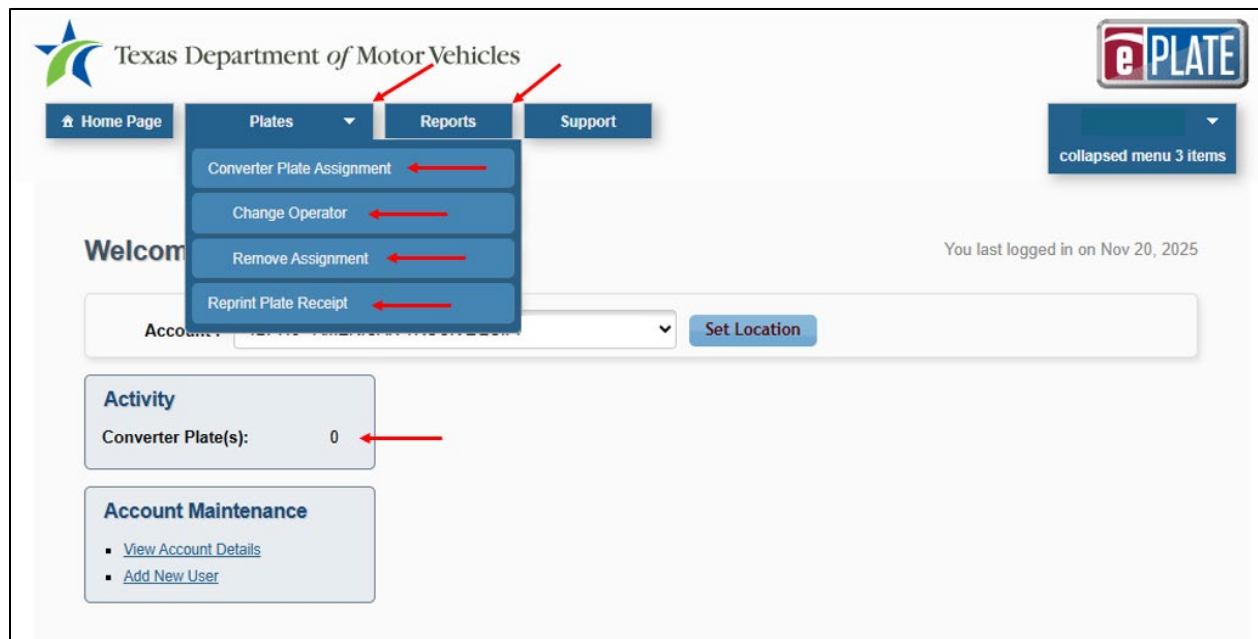 Texas Department of Motor Vehicles
e PLATE
Home Page Plates Reports Support
collapsed menu 3 items
Converter Plate Assignment
Change Operator
Remove Assignment
Reprint Plate Receipt
Welcom
You last logged in on Nov 20, 2025
Set Location
Activity
Converter Plate(s): 0
Account Maintenance
View Account Details
Add New User